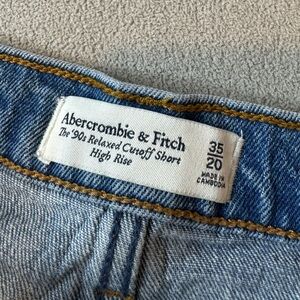 Abercrombie & Fitch
The '90s Relaxed Cutoff Short
High Rise
35
20
MADE IN
CAMBODIA